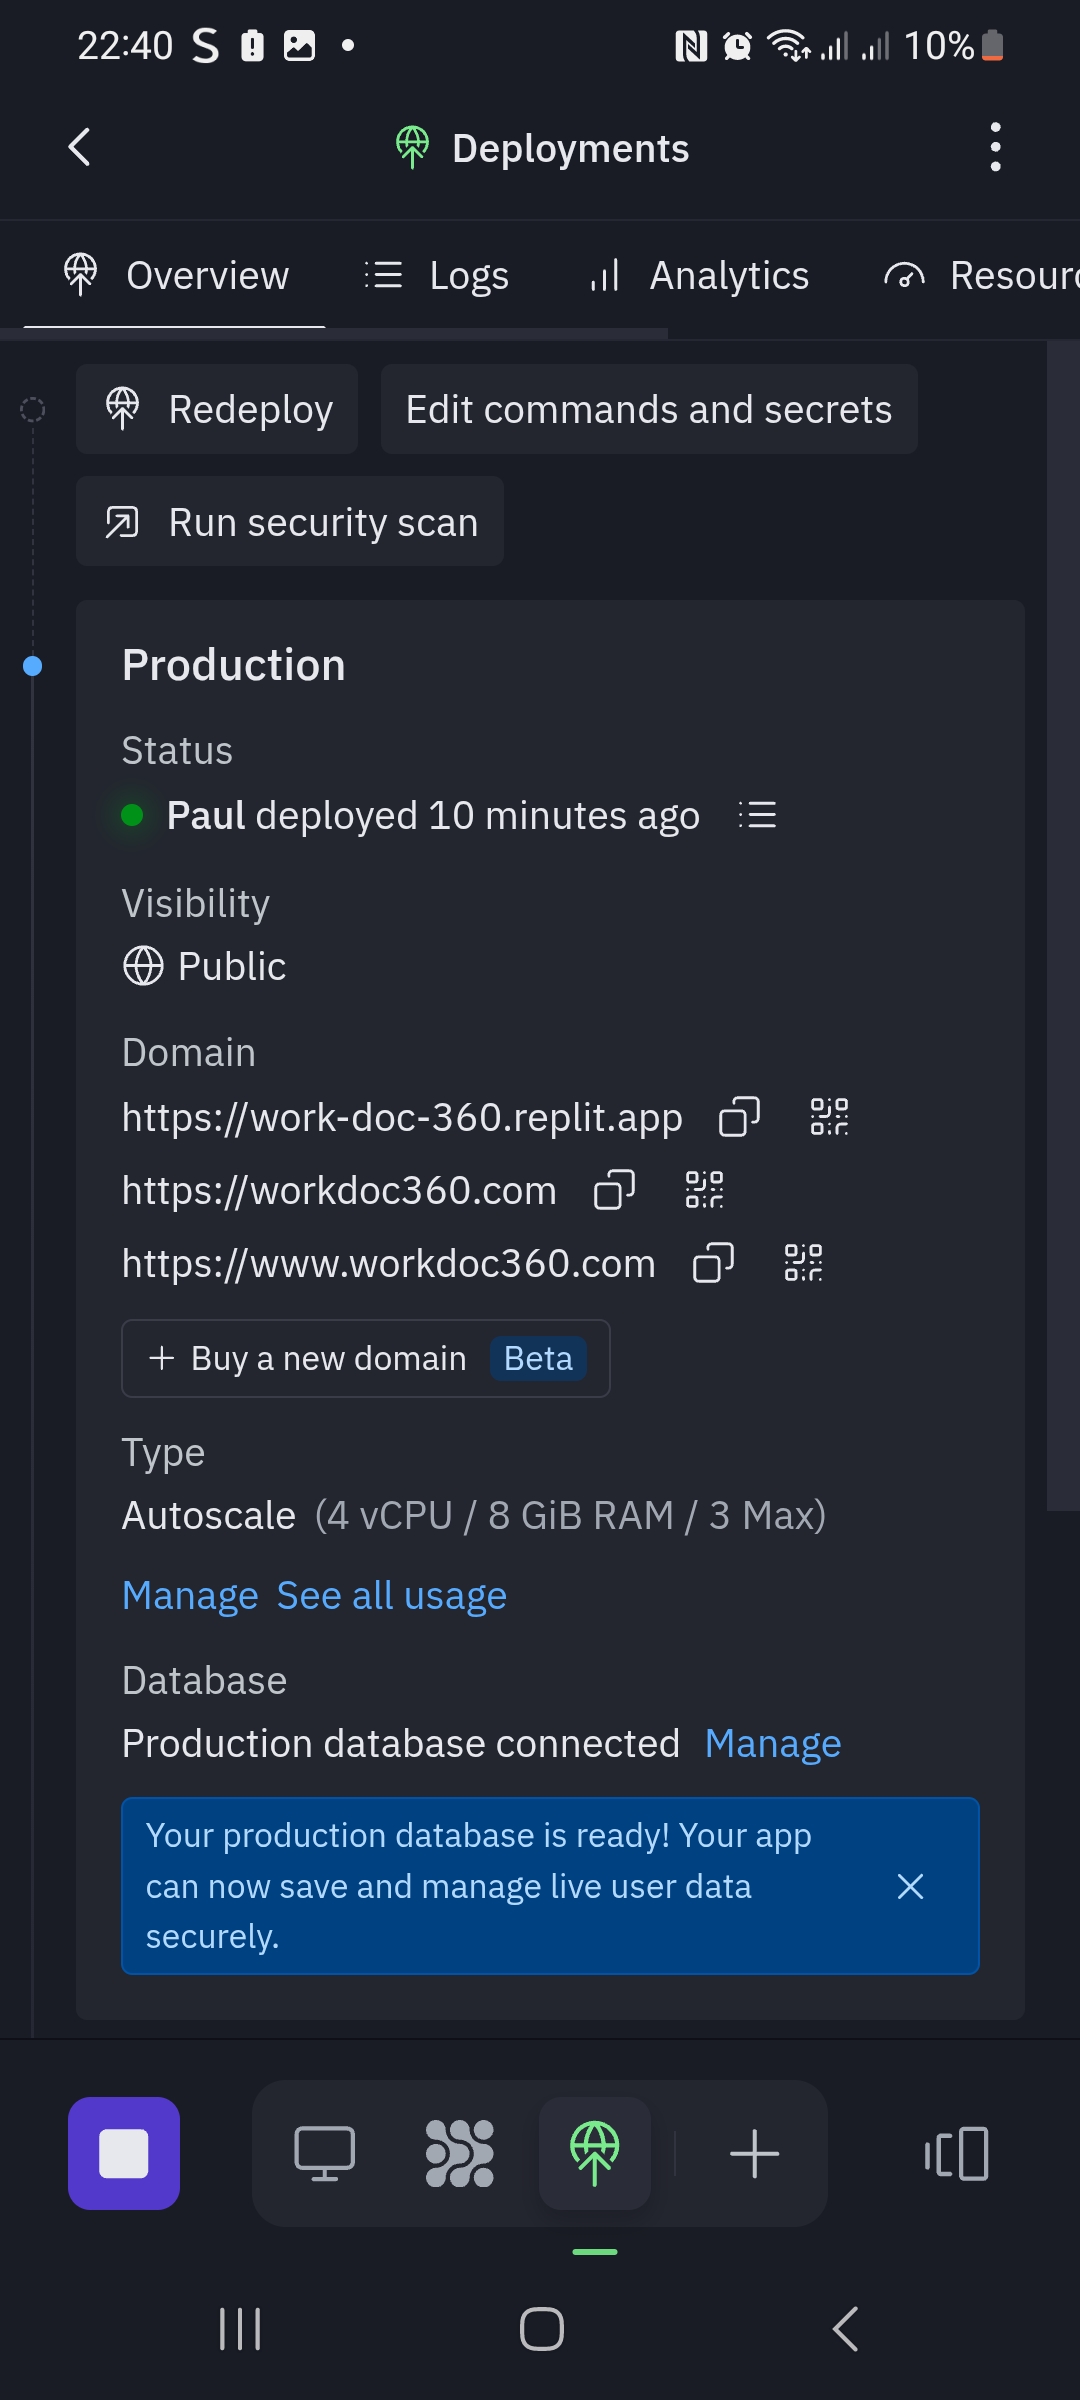 22:40 10%
Deployments
Overview Logs Analytics Resourc
Redeploy Edit commands and secrets
Run security scan
Production
Status
Paul deployed 10 minutes ago
Visibility
Public
Domain
https://work-doc-360.replit.app
https://workdoc360.com
https://www.workdoc360.com
+ Buy a new domain Beta
Type
Autoscale (4 vCPU / 8 GiB RAM / 3 Max)
Manage See all usage
Database
Production database connected Manage
Your production database is ready! Your app
can now save and manage live user data
securely.